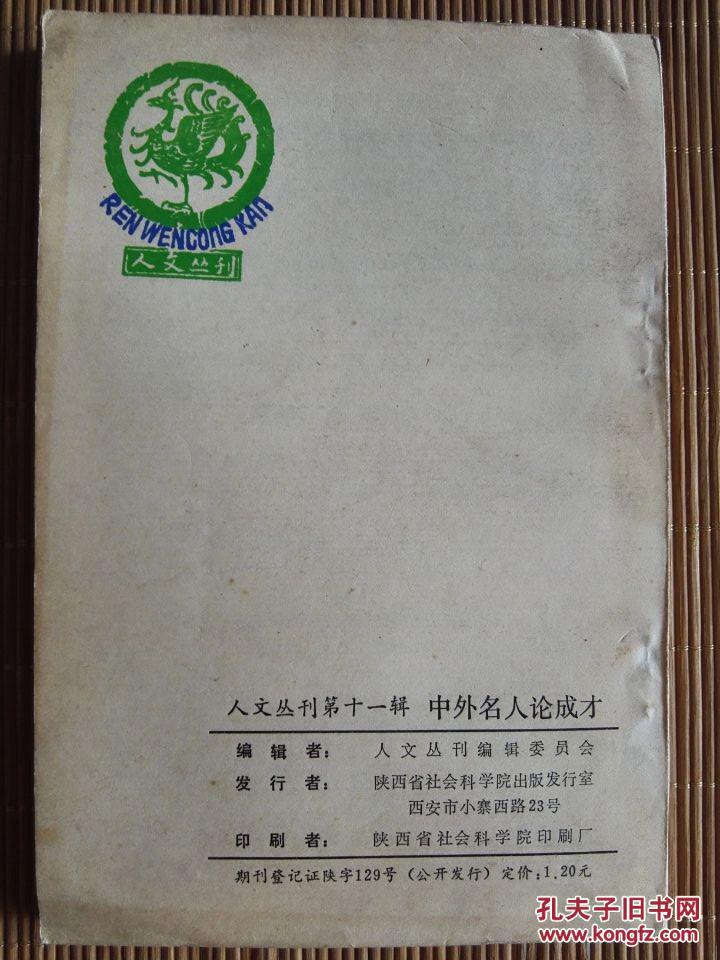 REN WENCONG KAN
人文丛刊
人文丛刊第十一辑 中外名人论成才
编辑者： 人文丛刊编辑委员会
发行者： 陕西省社会科学院出版发行室
西安市小寨西路23号
印刷者： 陕西省社会科学院印刷厂
期刊登记证陕字129号（公开发行）定价：1.20元
孔夫子旧书网
www.kongfz.com